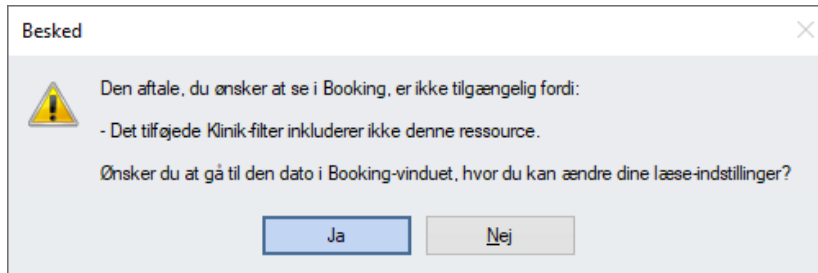 Besked
Den aftale, du ønsker at se i Booking, er ikke tilgængelig fordi:
- Det tilføjede Klinik-filter inkluderer ikke denne ressource.
Ønsker du at gå til den dato i Booking-vinduet, hvor du kan ændre dine læse-indstillinger?
Ja
Nej